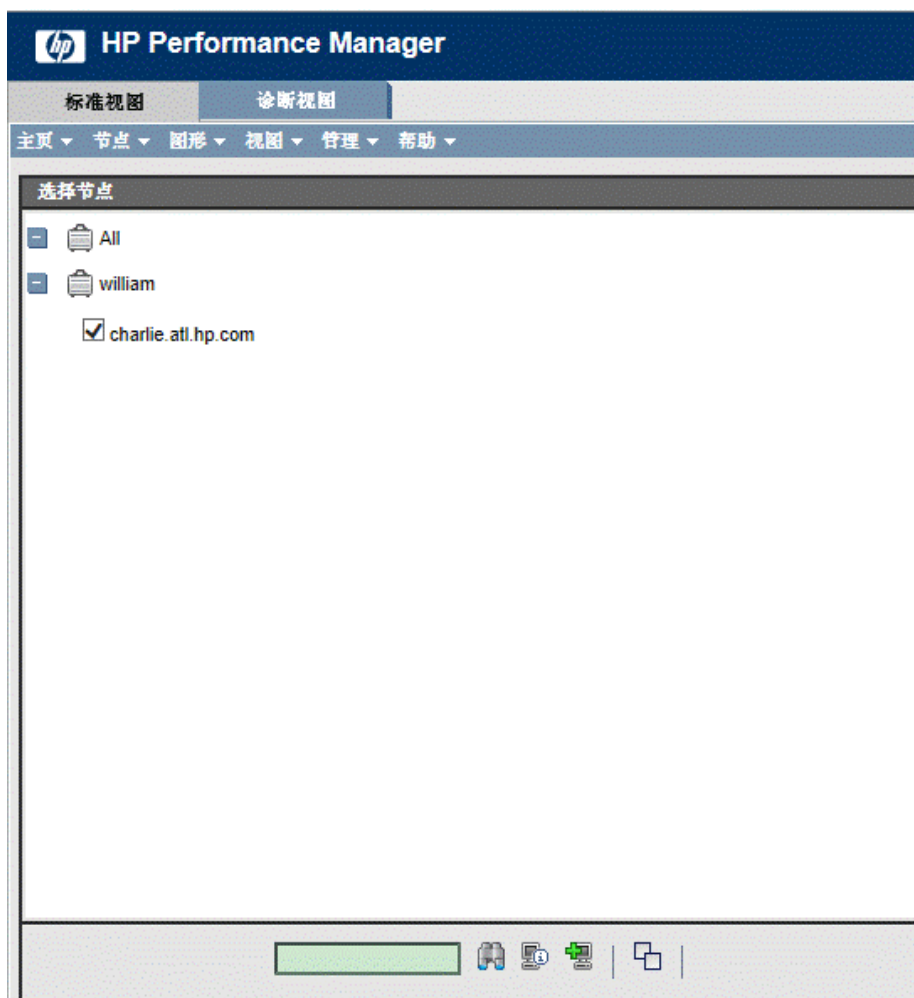 hp HP Performance Manager
标准视图 诊断视图
主页 节点 图形 视图 管理 帮助
选择节点
All
william
charlie.atl.hp.com